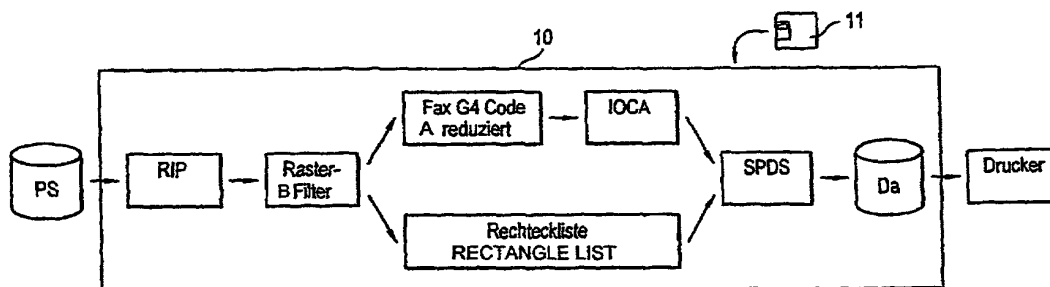 10
11
PS
RIP
Raster-
B Filter
Fax G4 Code
A reduziert
IOCA
Rechteckliste
RECTANGLE LIST
SPDS
Da
Drucker